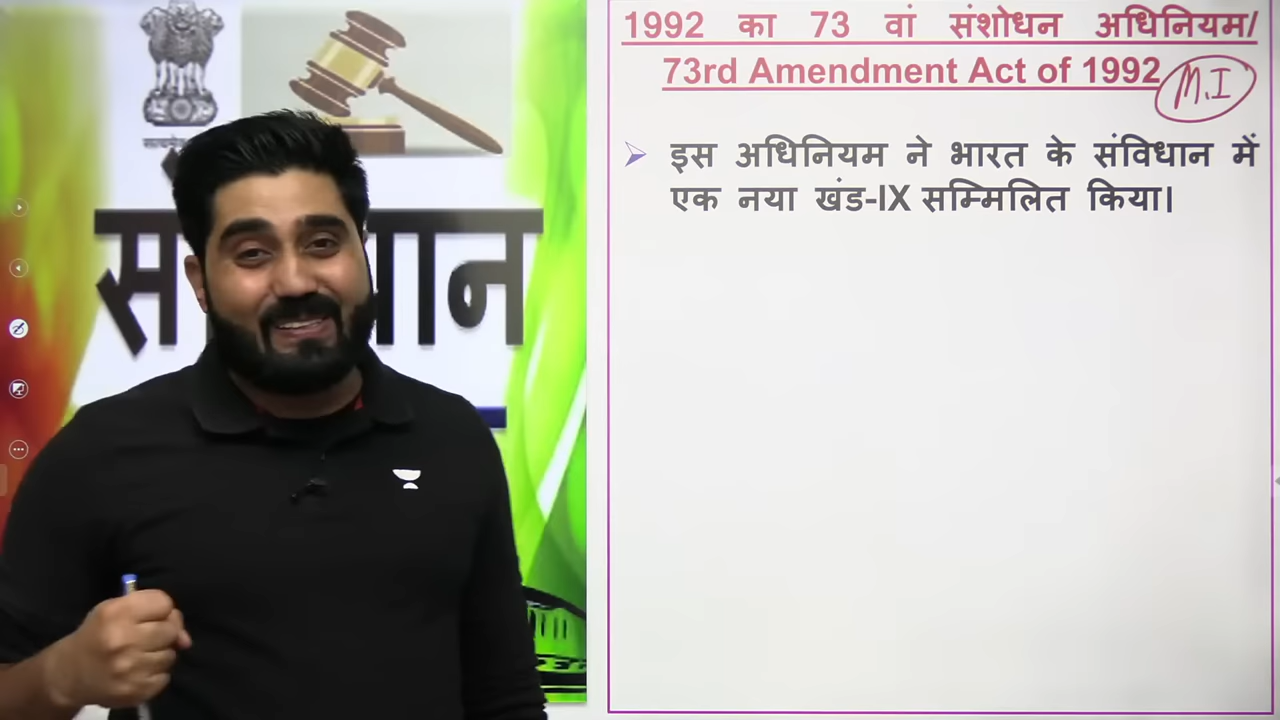 1992 का 73 वां संशोधन अधिनियम/
73rd Amendment Act of 1992
M.I
इस अधिनियम ने भारत के संविधान में
एक नया खंड-IX सम्मिलित किया।